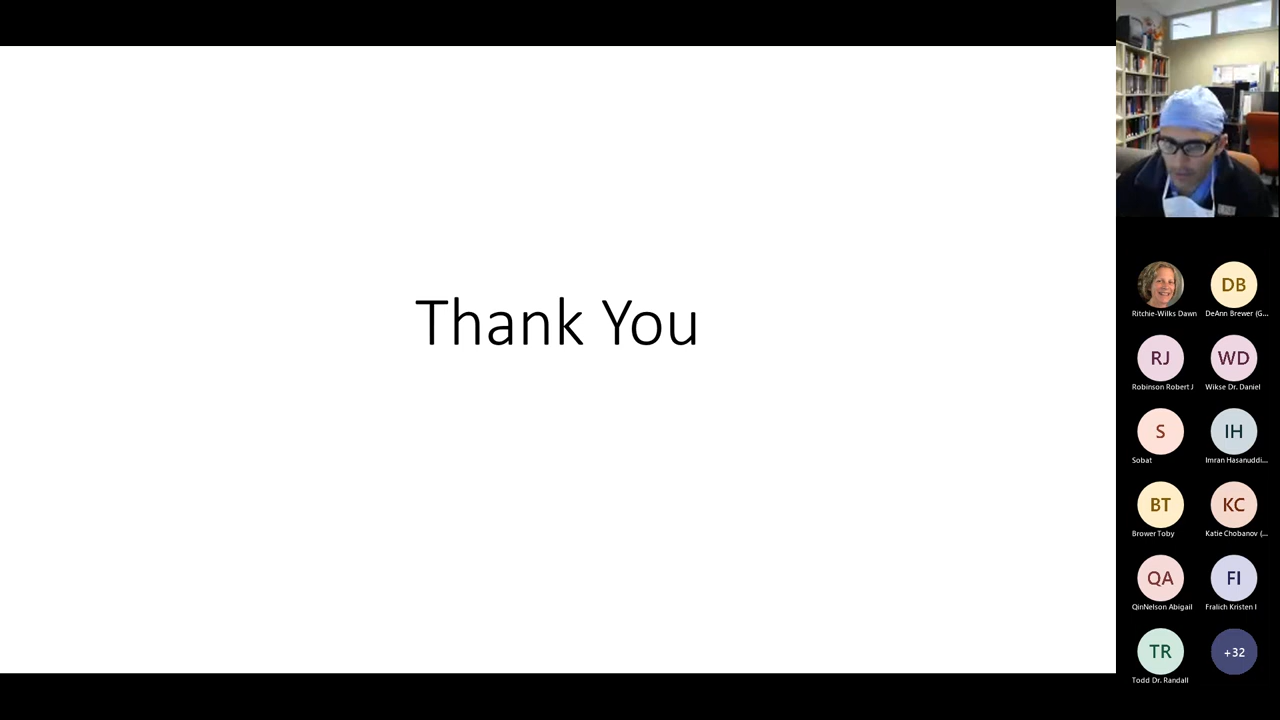 Thank You
Ritchie-Wilks Dawn
DB
DeAnn Brewer (G...
RJ
Robinson Robert J
WD
Wikse Dr. Daniel
S
Sobat
IH
Imran Hasanuddi...
BT
Brower Toby
KC
Katie Chobanov (...
QA
QinNelson Abigail
FI
Fralich Kristen I
TR
Todd Dr. Randall
+32